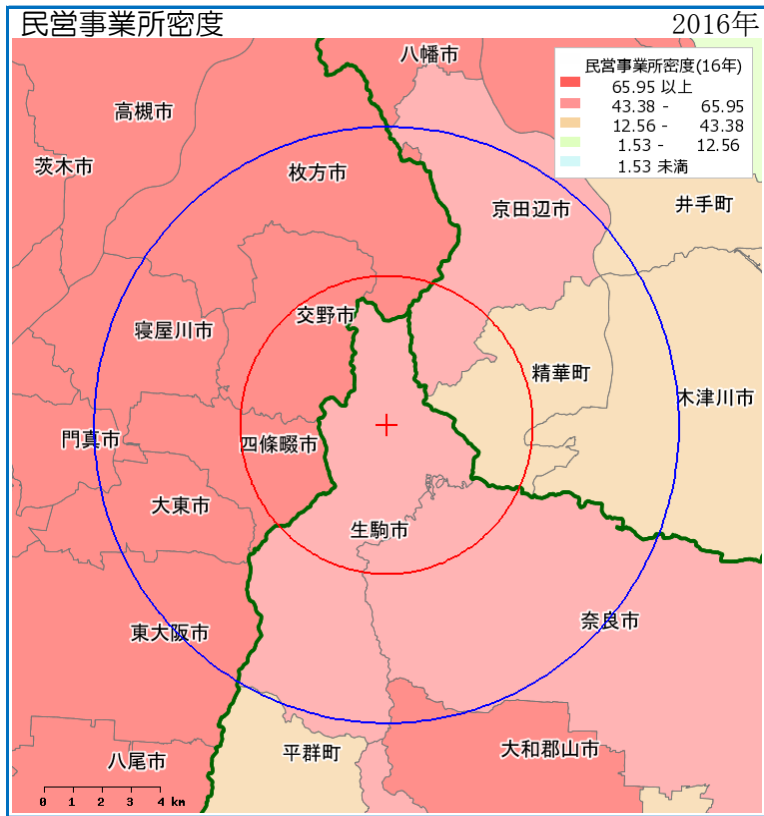 民営事業所密度
2016年
民営事業所密度(16年)
65.95 以上
43.38 - 65.95
12.56 - 43.38
1.53 - 12.56
1.53 未満
八幡市
高槻市
茨木市
枚方市
京田辺市
井手町
交野市
寝屋川市
精華町
木津川市
門真市
四條畷市
大東市
生駒市
奈良市
東大阪市
平群町
大和郡山市
八尾市
0 1 2 3 4 km